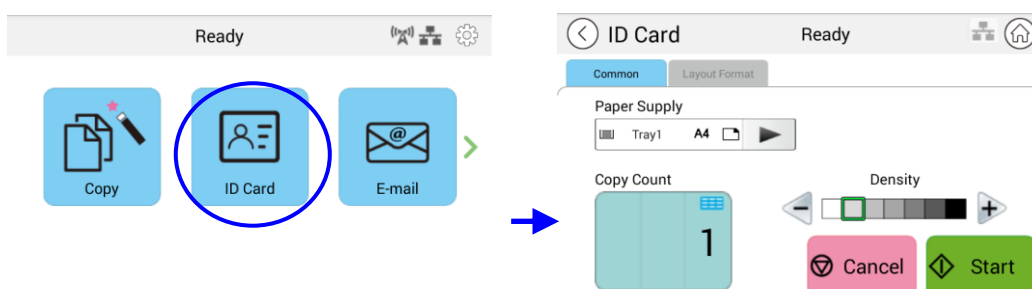 Ready
Copy
ID Card
E-mail
ID Card
Ready
Common
Layout Format
Paper Supply
Tray1 A4
Copy Count
Density
1
Cancel
Start